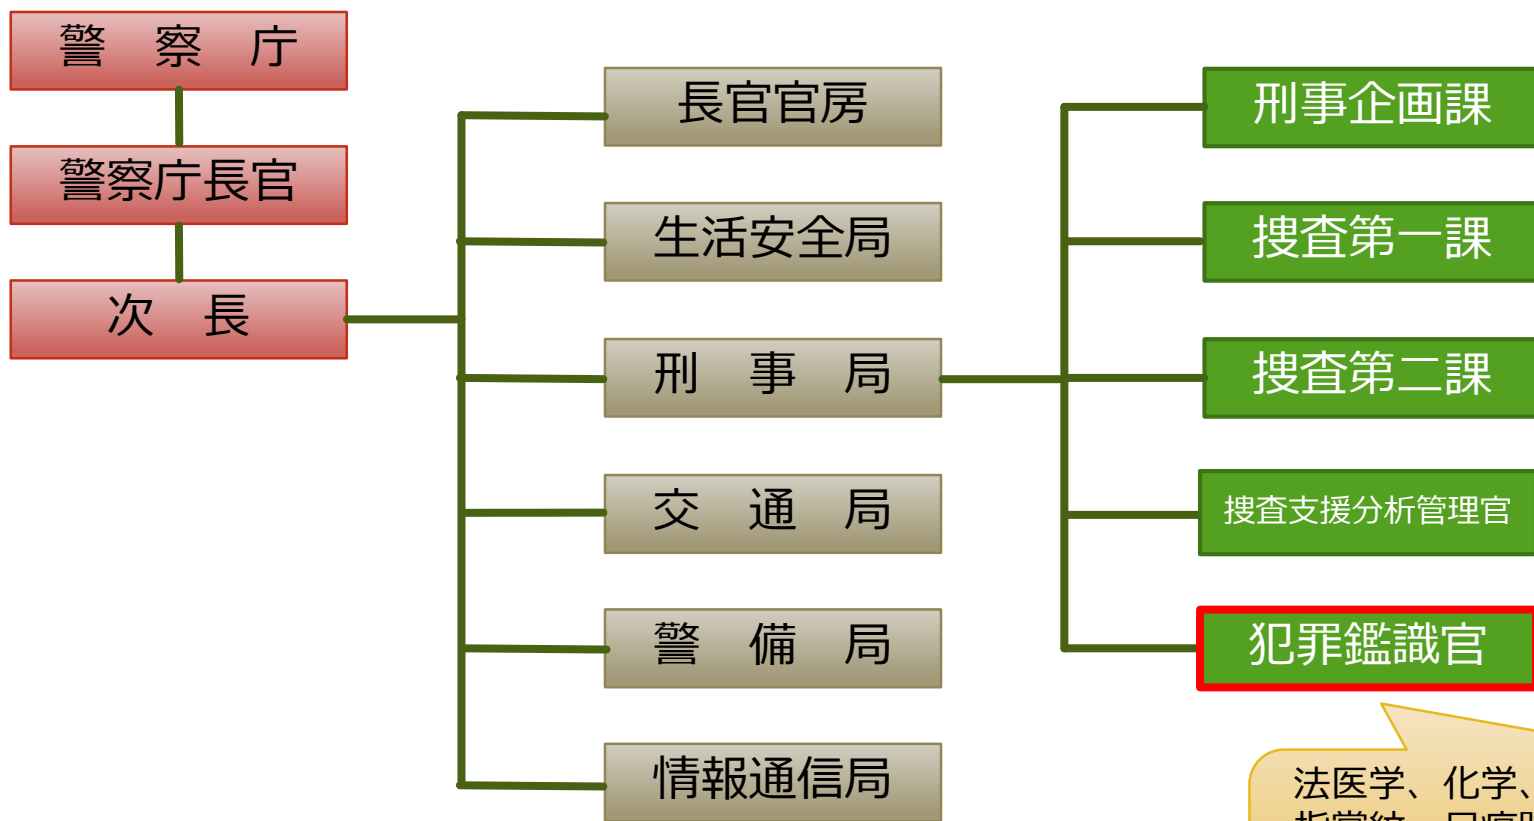 警　察　庁
警察庁長官
次　長
長官官房
生活安全局
刑　事　局
交　通　局
警　備　局
情報通信局
刑事企画課
捜査第一課
捜査第二課
捜査支援分析管理官
犯罪鑑識官
法医学、化学、